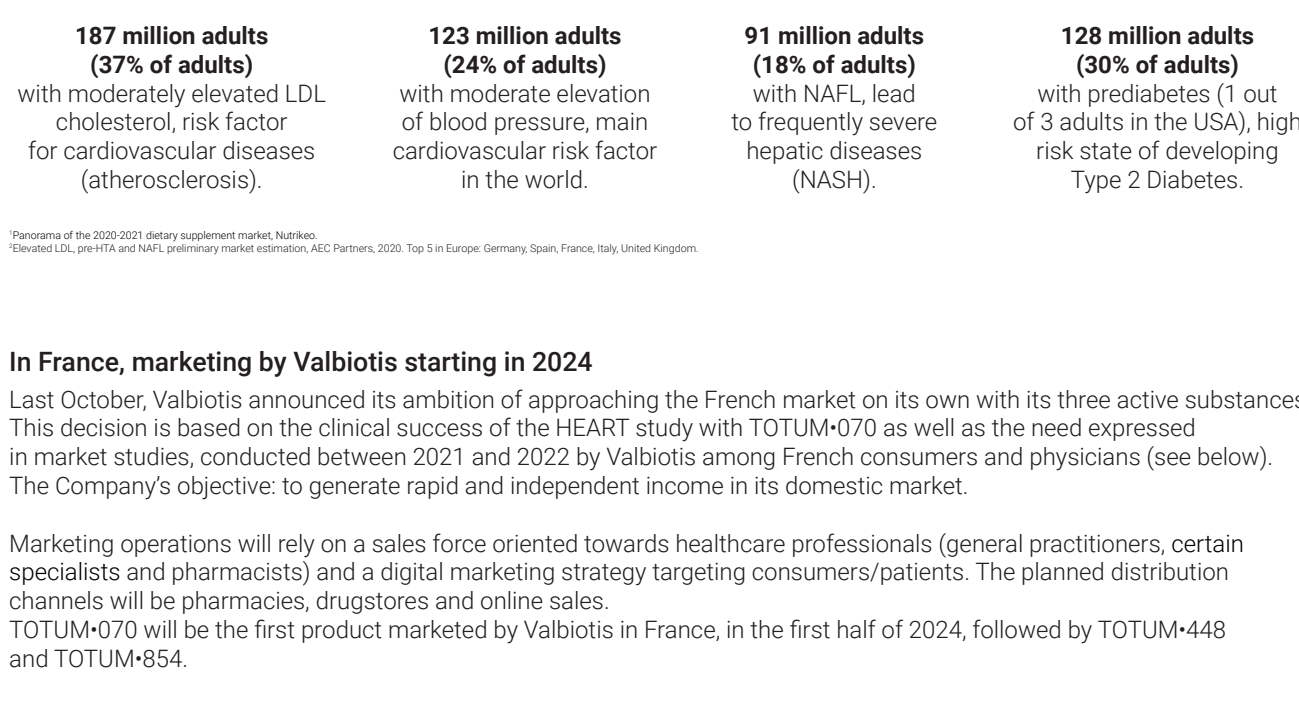 187 million adults
(37% of adults)
with moderately elevated LDL
cholesterol, risk factor
for cardiovascular diseases
(atherosclerosis).
123 million adults
(24% of adults)
with moderate elevation
of blood pressure, main
cardiovascular risk factor
in the world.
91 million adults
(18% of adults)
with NAFL, lead
to frequently severe
hepatic diseases
(NASH).
128 million adults
(30% of adults)
with prediabetes (1 out
of 3 adults in the USA), high
risk state of developing
Type 2 Diabetes.
¹Panorama of the 2020-2021 dietary supplement market, Nutrikeo.
²Elevated LDL, pre-HTA and NAFL preliminary market estimation, AEC Partners, 2020. Top 5 in Europe: Germany, Spain, France, Italy, United Kingdom.
In France, marketing by Valbiotis starting in 2024
Last October, Valbiotis announced its ambition of approaching the French market on its own with its three active substances
This decision is based on the clinical success of the HEART study with TOTUM•070 as well as the need expressed
in market studies, conducted between 2021 and 2022 by Valbiotis among French consumers and physicians (see below).
The Company’s objective: to generate rapid and independent income in its domestic market.
Marketing operations will rely on a sales force oriented towards healthcare professionals (general practitioners, certain
specialists and pharmacists) and a digital marketing strategy targeting consumers/patients. The planned distribution
channels will be pharmacies, drugstores and online sales.
TOTUM•070 will be the first product marketed by Valbiotis in France, in the first half of 2024, followed by TOTUM•448
and TOTUM•854.